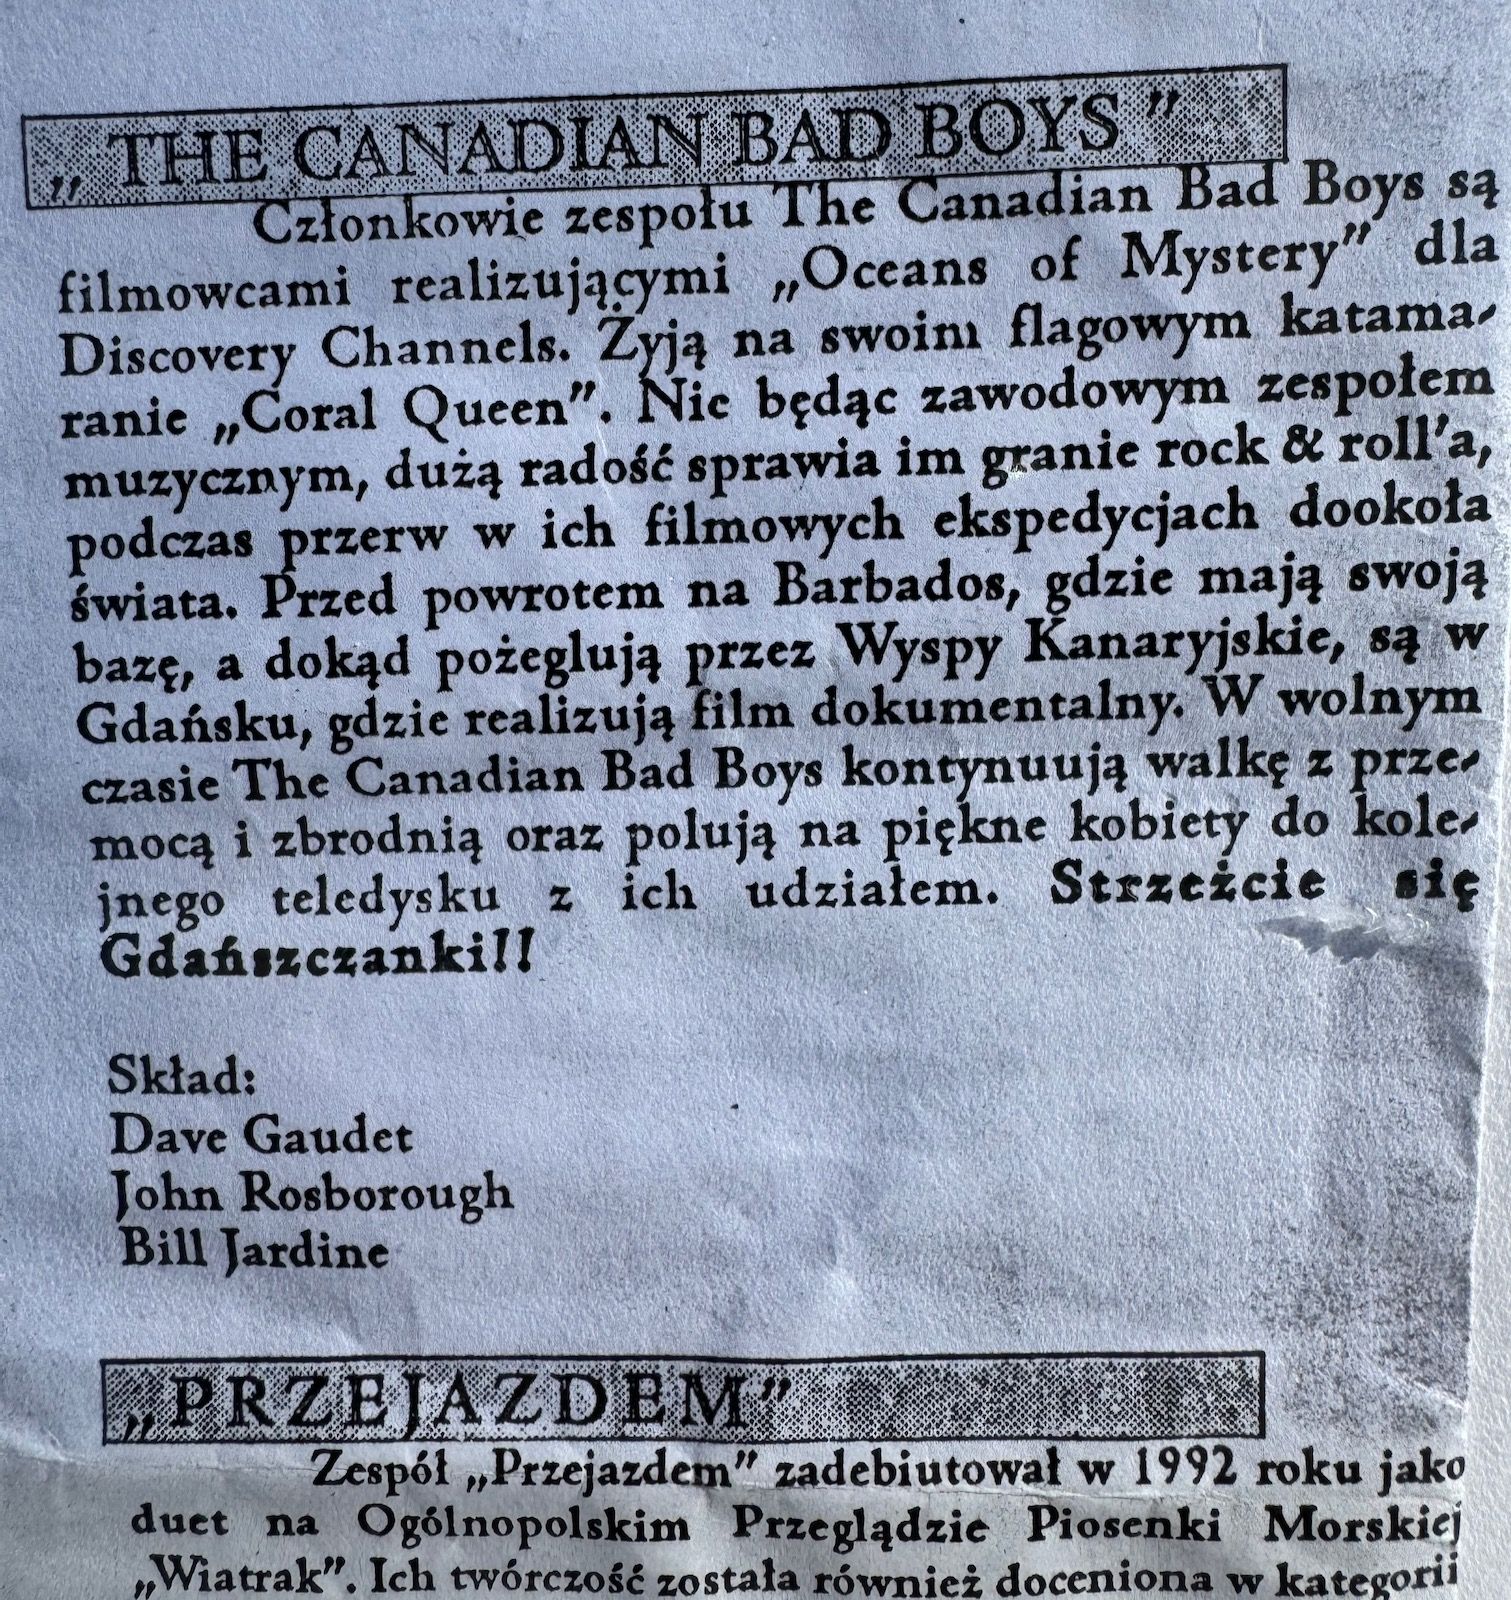 „THE CANADIAN BAD BOYS”
Członkowie zespołu The Canadian Bad Boys są
filmowcami realizującymi „Oceans of Mystery” dla
Discovery Channels. Żyją na swoim flagowym katama-
ranie „Coral Queen”. Nie będąc zawodowym zespołem
muzycznym, dużą radość sprawia im granie rock & roll'a,
podczas przerw w ich filmowych ekspedycjach dookoła
świata. Przed powrotem na Barbados, gdzie mają swoją
bazę, a dokąd pożeglują przez Wyspy Kanaryjskie, są w
Gdańsku, gdzie realizują film dokumentalny. W wolnym
czasie The Canadian Bad Boys kontynuują walkę z prze-
mocą i zbrodnią oraz polują na piękne kobiety do kole-
jnego teledysku z ich udziałem. Strzeżcie się
Gdańszczanki!!
Skład:
Dave Gaudet
John Rosborough
Bill Jardine
„PRZEJAZDEM”
Zespół „Przejazdem” zadebiutował w 1992 roku jako
duet na Ogólnopolskim Przeglądzie Piosenki Morskiej
„Wiatrak”. Ich twórczość została również doceniona w kategorii